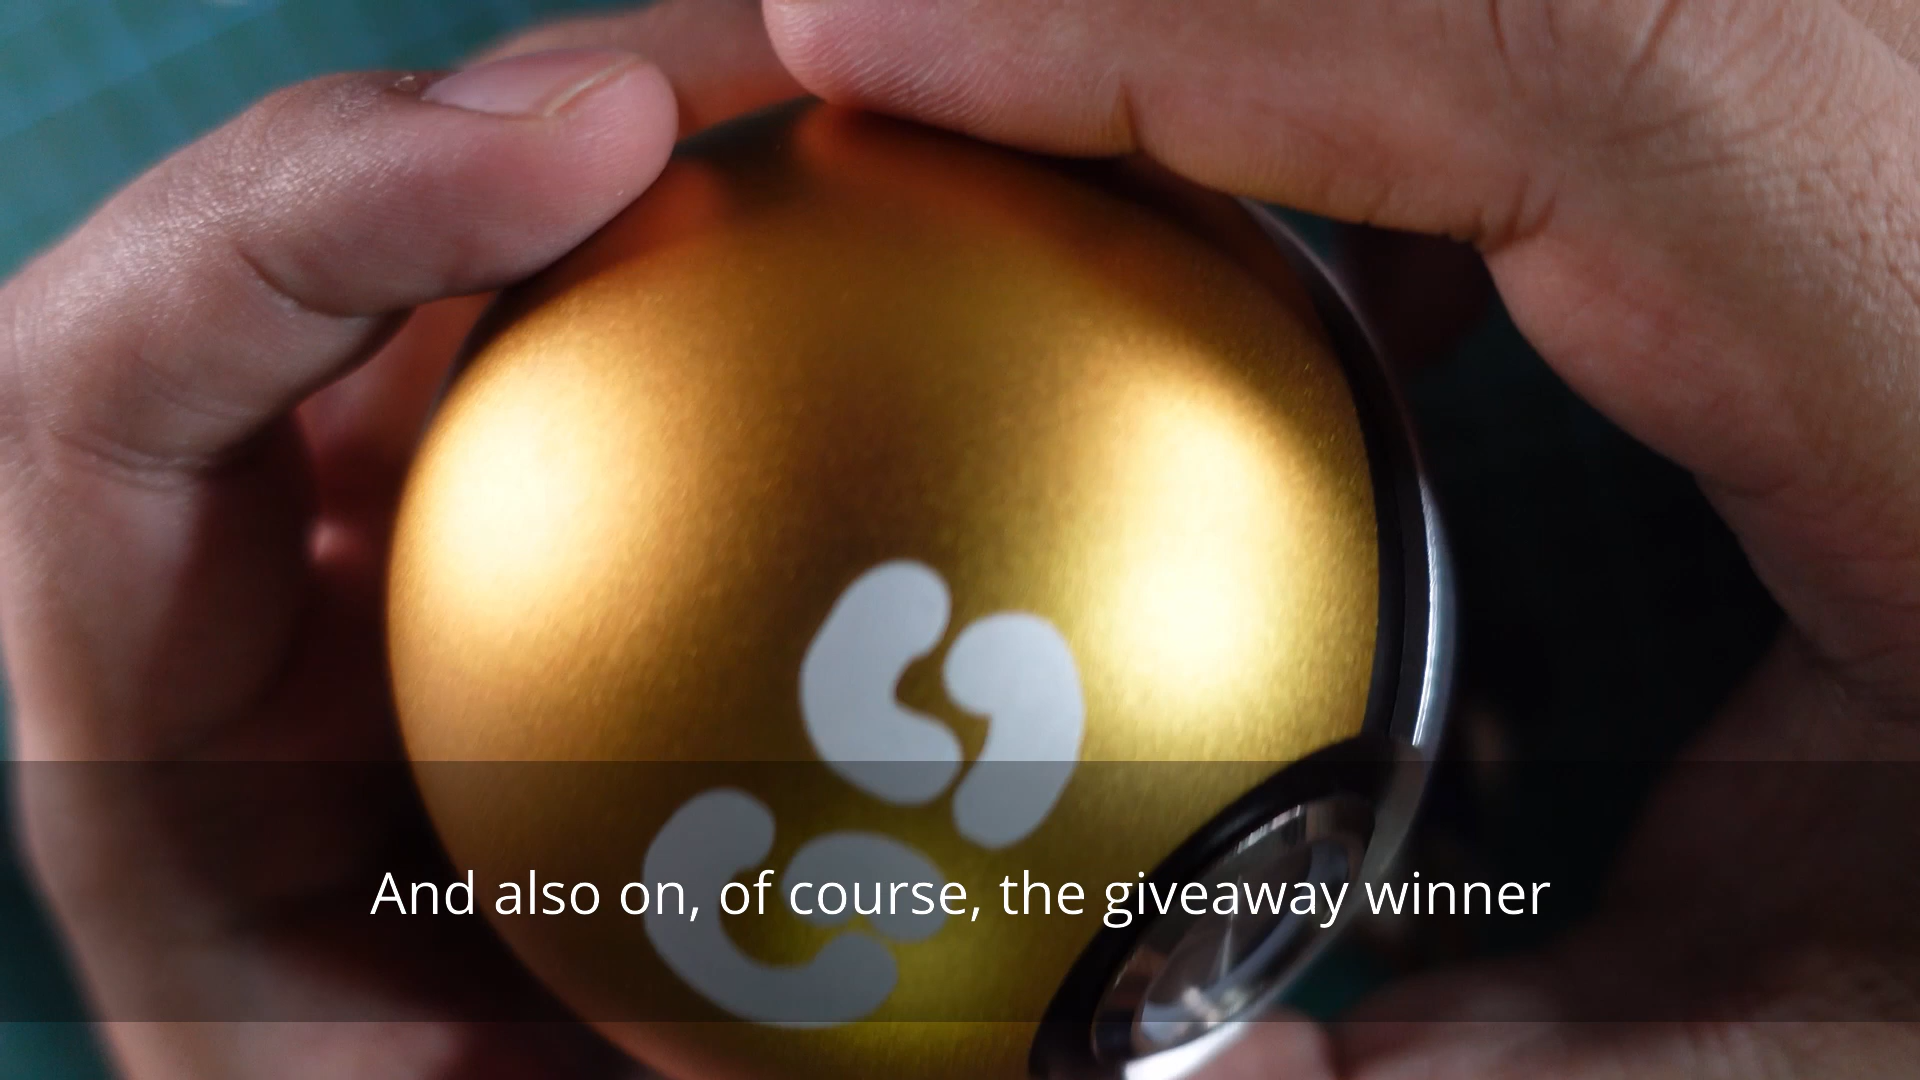 And also on, of course, the giveaway winner